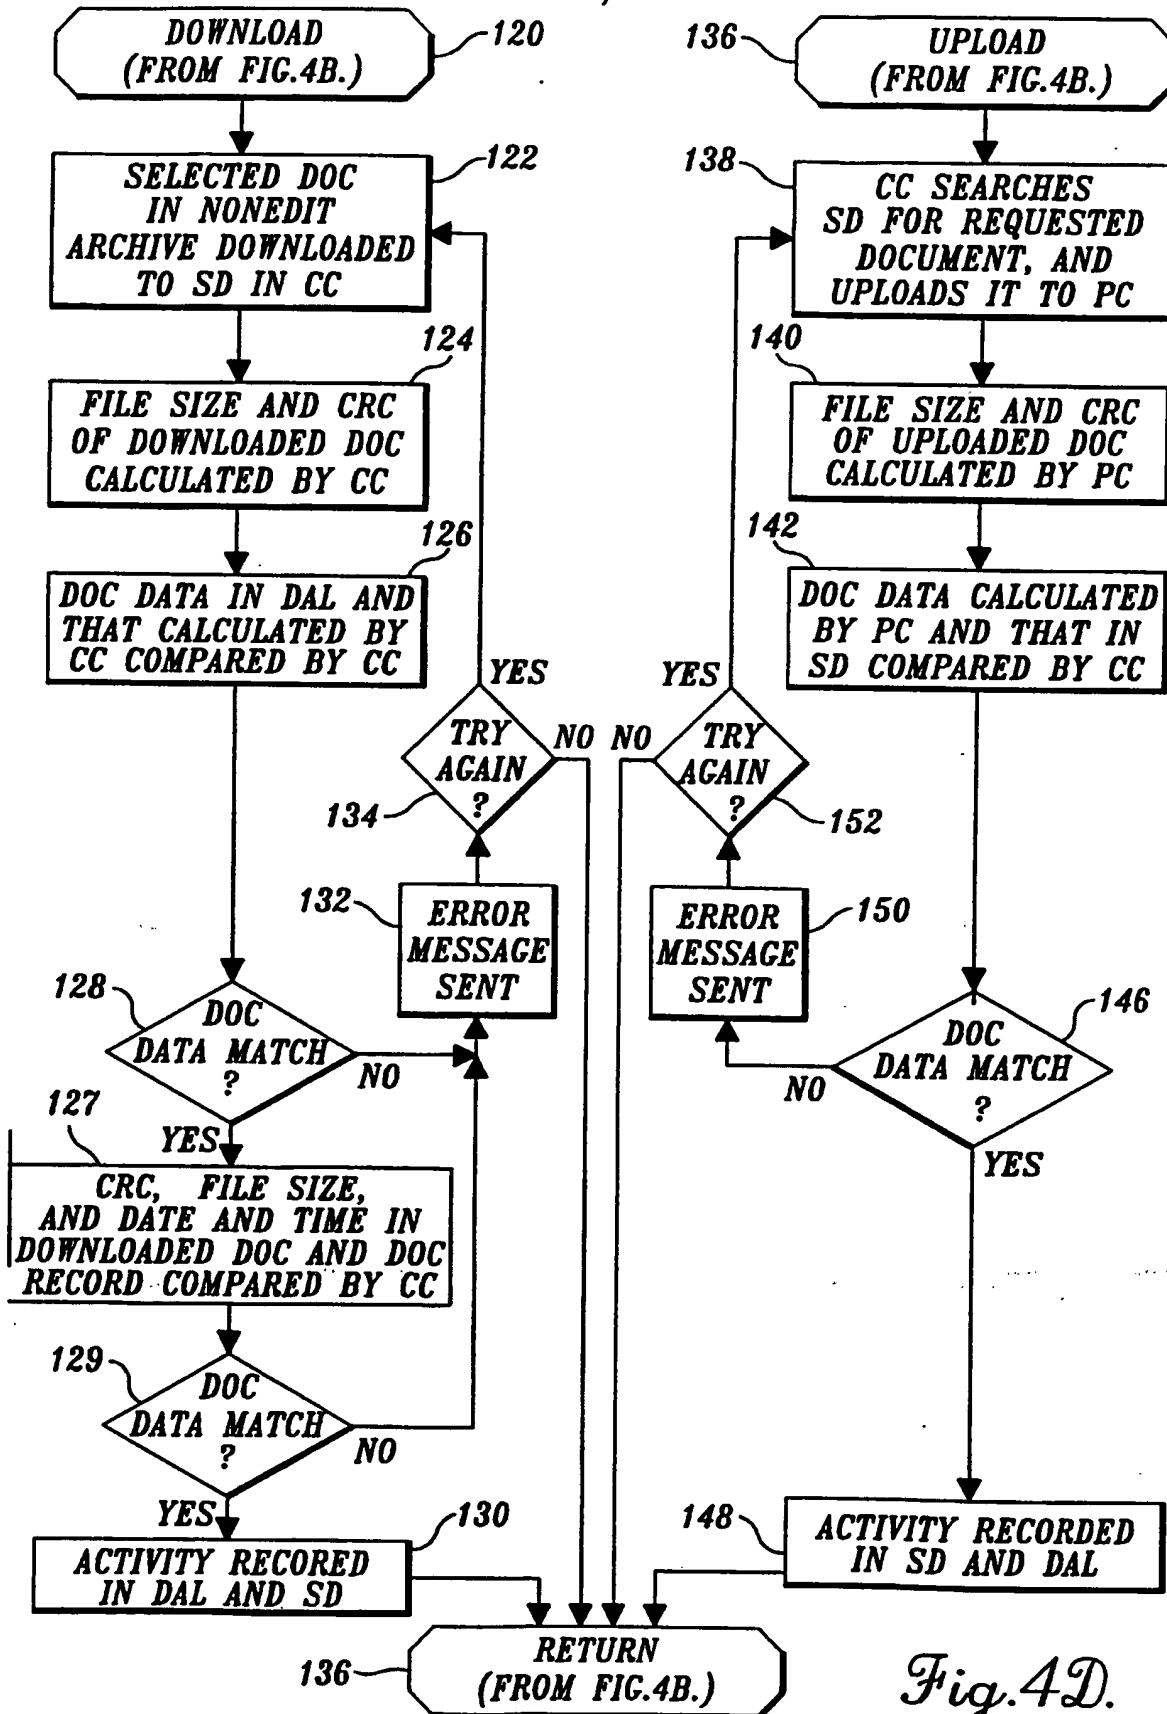 DOWNLOAD
(FROM FIG.4B.)
120
SELECTED DOC
IN NONEDIT
ARCHIVE DOWNLOADED
TO SD IN CC
122
FILE SIZE AND CRC
OF DOWNLOADED DOC
CALCULATED BY CC
124
DOC DATA IN DAL AND
THAT CALCULATED BY
CC COMPARED BY CC
126
YES
TRY
AGAIN
?
NO
134
132
ERROR
MESSAGE
SENT
128
DOC
DATA MATCH
?
NO
YES
127
CRC, FILE SIZE,
AND DATE AND TIME IN
DOWNLOADED DOC AND DOC
RECORD COMPARED BY CC
129
DOC
DATA MATCH
?
NO
YES
ACTIVITY RECORED
IN DAL AND SD
130
136
UPLOAD
(FROM FIG.4B.)
138
CC SEARCHES
SD FOR REQUESTED
DOCUMENT, AND
UPLOADS IT TO PC
140
FILE SIZE AND CRC
OF UPLOADED DOC
CALCULATED BY PC
142
DOC DATA CALCULATED
BY PC AND THAT IN
SD COMPARED BY CC
YES
NO
TRY
AGAIN
?
152
ERROR
MESSAGE
SENT
150
146
DOC
DATA MATCH
?
NO
YES
148
ACTIVITY RECORDED
IN SD AND DAL
136
RETURN
(FROM FIG.4B.)
Fig.4D.